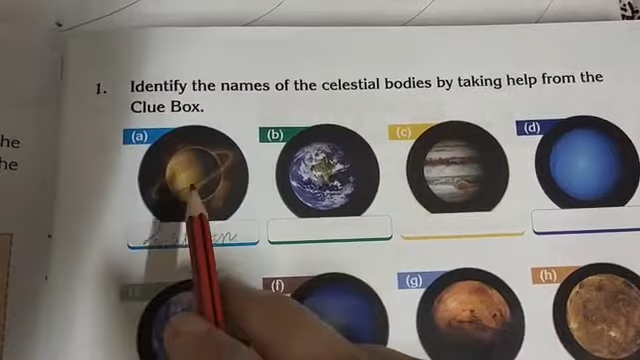 he
he
1. Identify the names of the celestial bodies by taking help from the
Clue Box.
(a) (b) (c) (d)
(f) (g) (h)